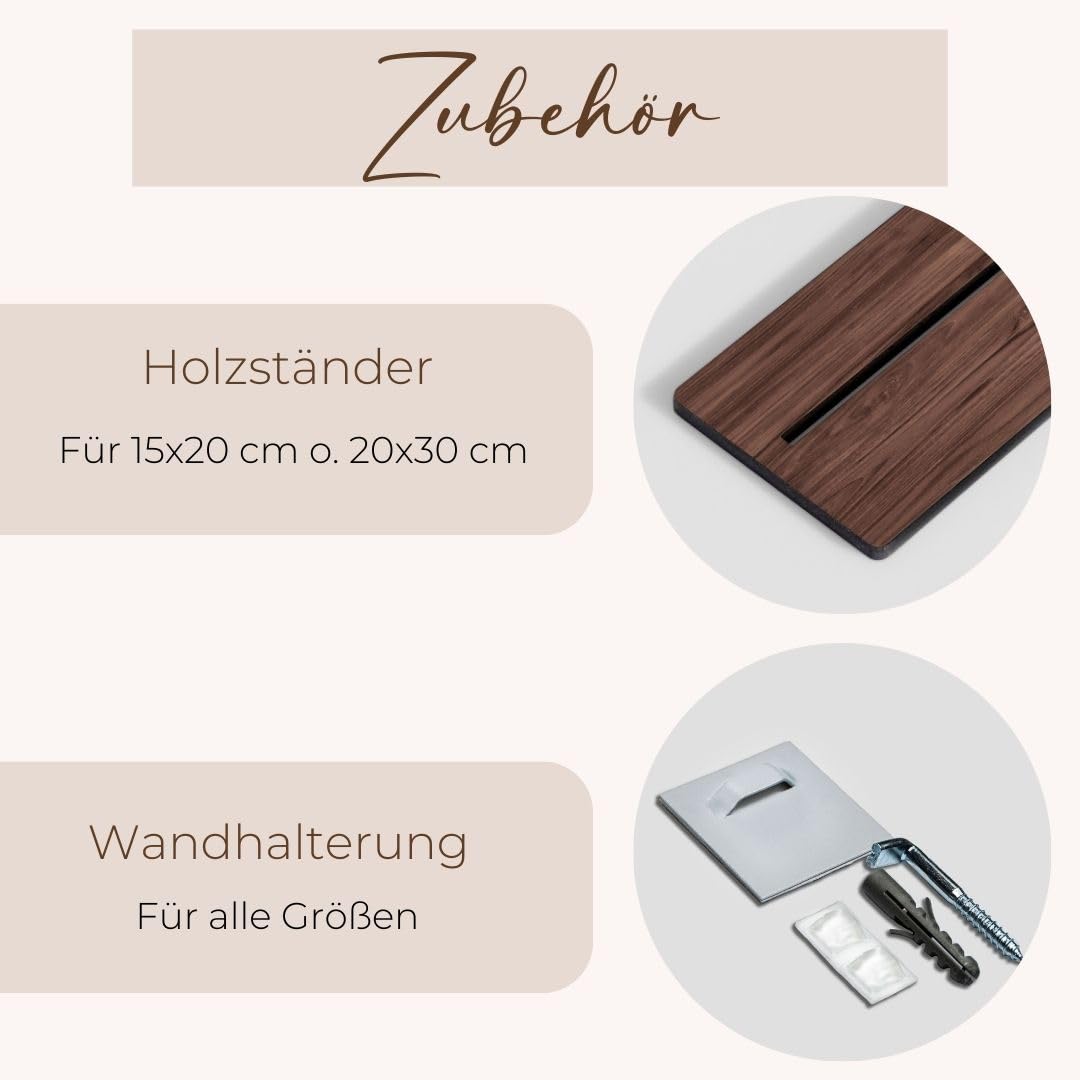 Zubehör
Holzständer
Für 15x20 cm o. 20x30 cm
Wandhalterung
Für alle Größen